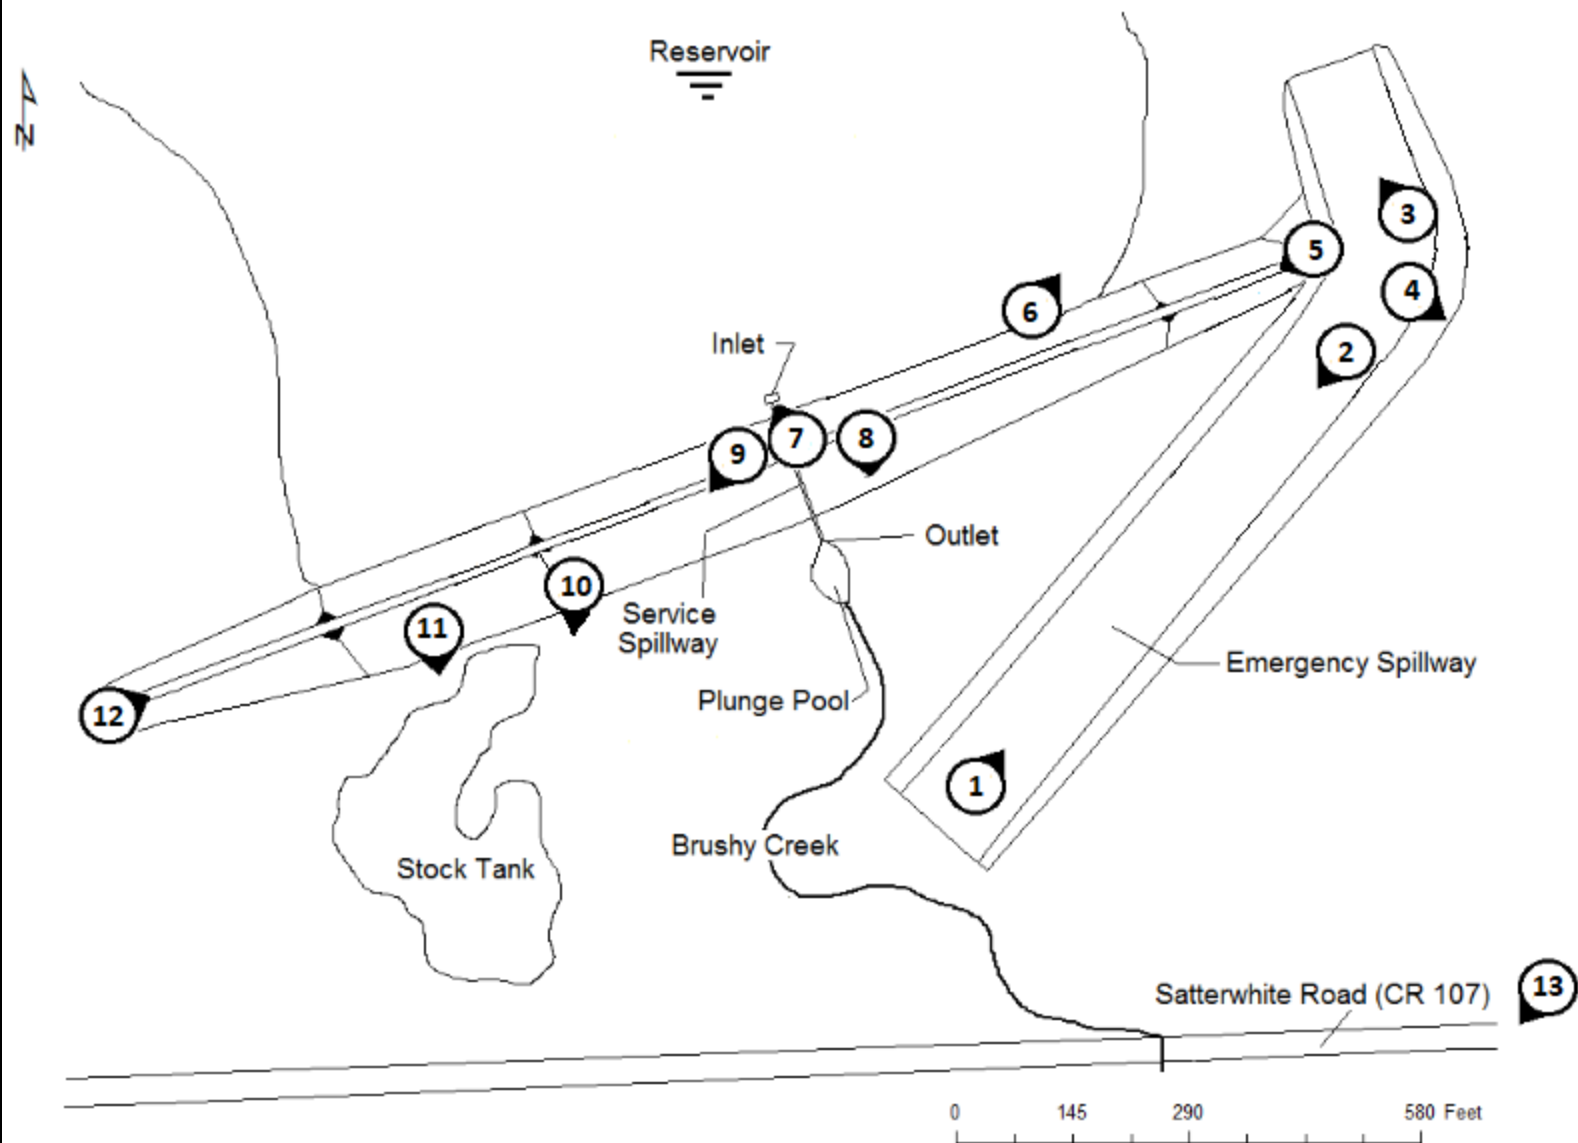 Reservoir
N
3
5
4
6
2
Inlet
7
8
9
Outlet
10
Service
Spillway
11
Emergency Spillway
Plunge Pool
12
1
Brushy Creek
Stock Tank
13
Satterwhite Road (CR 107)
0 145 290 580 Feet